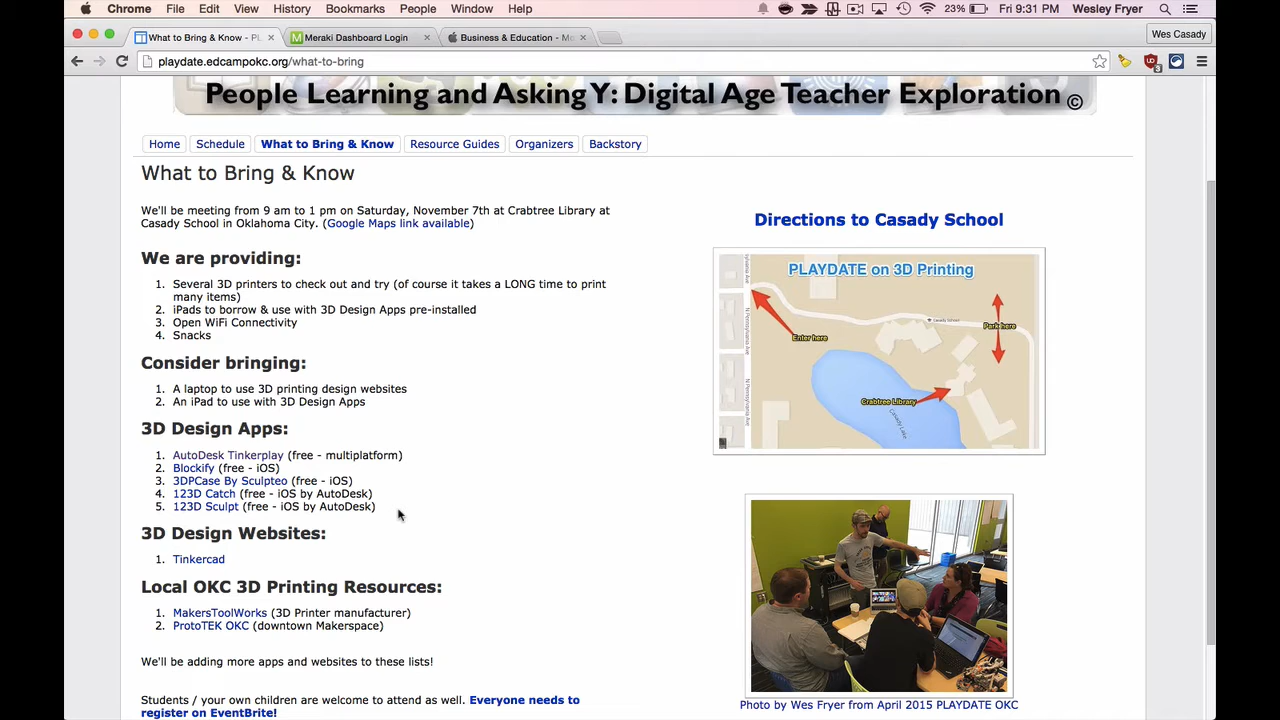 Chrome File Edit View History Bookmarks People Window Help 23% Fri 9:31 PM Wesley Fryer
What to Bring & Know - PL
Meraki Dashboard Login
Business & Education - Me
Wes Casady
playdate.edcampokc.org/what-to-bring
People Learning and Asking Y: Digital Age Teacher Exploration ©
Home Schedule What to Bring & Know Resource Guides Organizers Backstory
What to Bring & Know
We'll be meeting from 9 am to 1 pm on Saturday, November 7th at Crabtree Library at
Casady School in Oklahoma City. (Google Maps link available)
We are providing:
1. Several 3D printers to check out and try (of course it takes a LONG time to print
many items)
2. iPads to borrow & use with 3D Design Apps pre-installed
3. Open WiFi Connectivity
4. Snacks
Consider bringing:
1. A laptop to use 3D printing design websites
2. An iPad to use with 3D Design Apps
3D Design Apps:
1. AutoDesk Tinkerplay (free - multiplatform)
2. Blockify (free - iOS)
3. 3DPCase By Sculpteo (free - iOS)
4. 123D Catch (free - iOS by AutoDesk)
5. 123D Sculpt (free - iOS by AutoDesk)
3D Design Websites:
1. Tinkercad
Local OKC 3D Printing Resources:
1. MakersToolWorks (3D Printer manufacturer)
2. ProtoTEK OKC (downtown Makerspace)
We'll be adding more apps and websites to these lists!
Students / your own children are welcome to attend as well. Everyone needs to
register on EventBrite!
Directions to Casady School
PLAYDATE on 3D Printing
Enter here
Park here
Crabtree Library
Casady Lake
Casady School
N Pennsylvania Ave
N Pennsylvania Ave
Photo by Wes Fryer from April 2015 PLAYDATE OKC